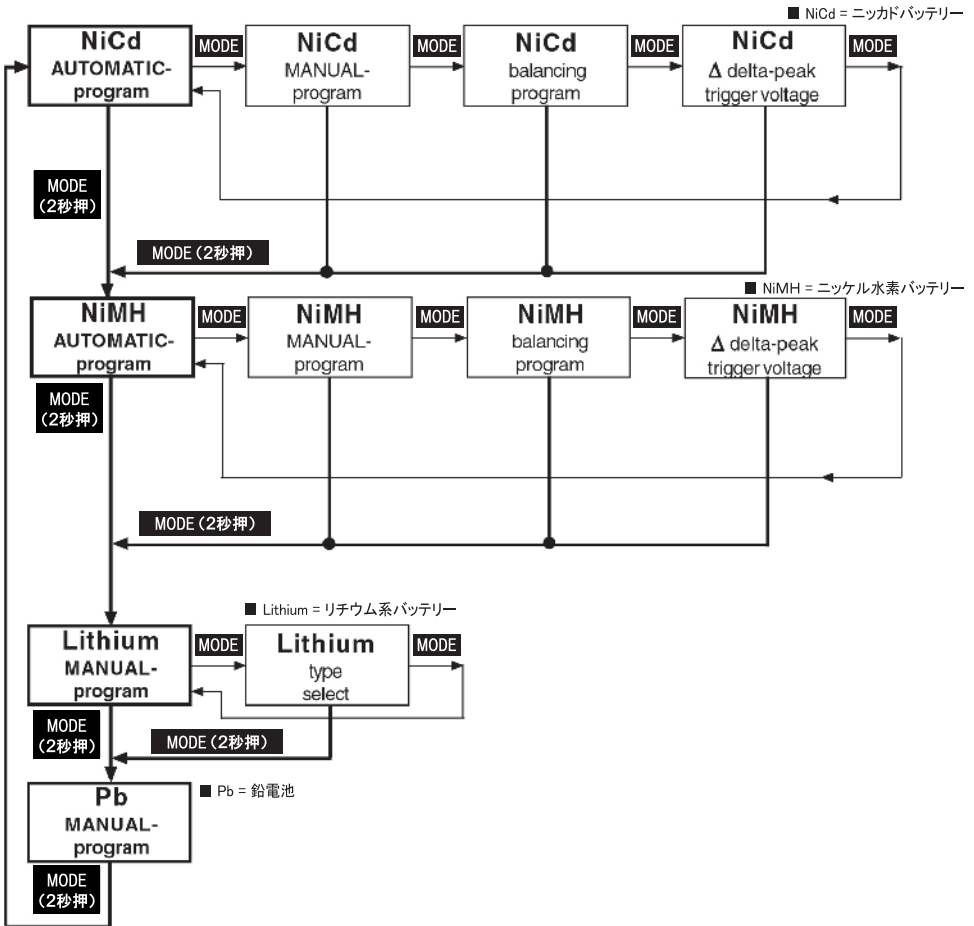 ■ NiCd = ニッカドバッテリー
NiCd
AUTOMATIC-
program
MODE
NiCd
MANUAL-
program
MODE
NiCd
balancing
program
MODE
NiCd
Δ delta-peak
trigger voltage
MODE
MODE
(2秒押)
MODE (2秒押)
■ NiMH = ニッケル水素バッテリー
NiMH
AUTOMATIC-
program
MODE
NiMH
MANUAL-
program
MODE
NiMH
balancing
program
MODE
NiMH
Δ delta-peak
trigger voltage
MODE
MODE
(2秒押)
MODE (2秒押)
■ Lithium = リチウム系バッテリー
Lithium
MANUAL-
program
MODE
Lithium
type
select
MODE
MODE
(2秒押)
MODE (2秒押)
Pb
MANUAL-
program
■ Pb = 鉛電池
MODE
(2秒押)